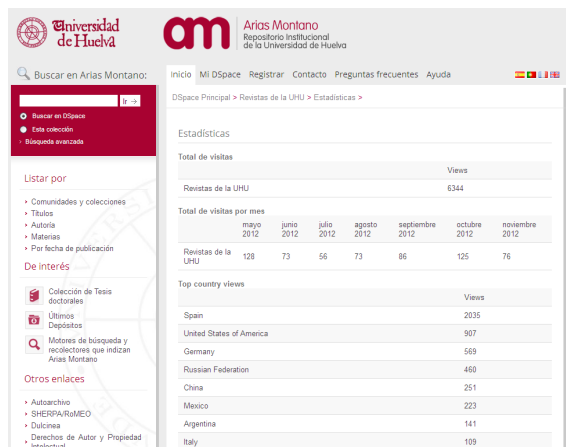 Universidad
de Huelva
am
Arias Montano
Repositorio Institucional
de la Universidad de Huelva
Buscar en Arias Montano:
Ir →
Buscar en DSpace
Esta colección
› Búsqueda avanzada
Listar por
› Comunidades y colecciones
› Títulos
› Autoría
› Materias
› Por fecha de publicación
De interés
Colección de Tesis
doctorales
Últimos
Depósitos
Motores de búsqueda y
recolectores que indizan
Arias Montano
Otros enlaces
› Autoarchivo
› SHERPA/RoMEO
› Dulcinea
› Derechos de Autor y Propiedad
Intelectual
Inicio Mi DSpace Registrar Contacto Preguntas frecuentes Ayuda
DSpace Principal > Revistas de la UHU > Estadísticas >
Estadísticas
Total de visitas
Views
Revistas de la UHU 6344
Total de visitas por mes
mayo 2012 junio 2012 julio 2012 agosto 2012 septiembre 2012 octubre 2012 noviembre 2012
Revistas de la UHU 128 73 56 73 86 125 76
Top country views
Views
Spain 2035
United States of America 907
Germany 569
Russian Federation 460
China 251
Mexico 223
Argentina 141
Italy 109